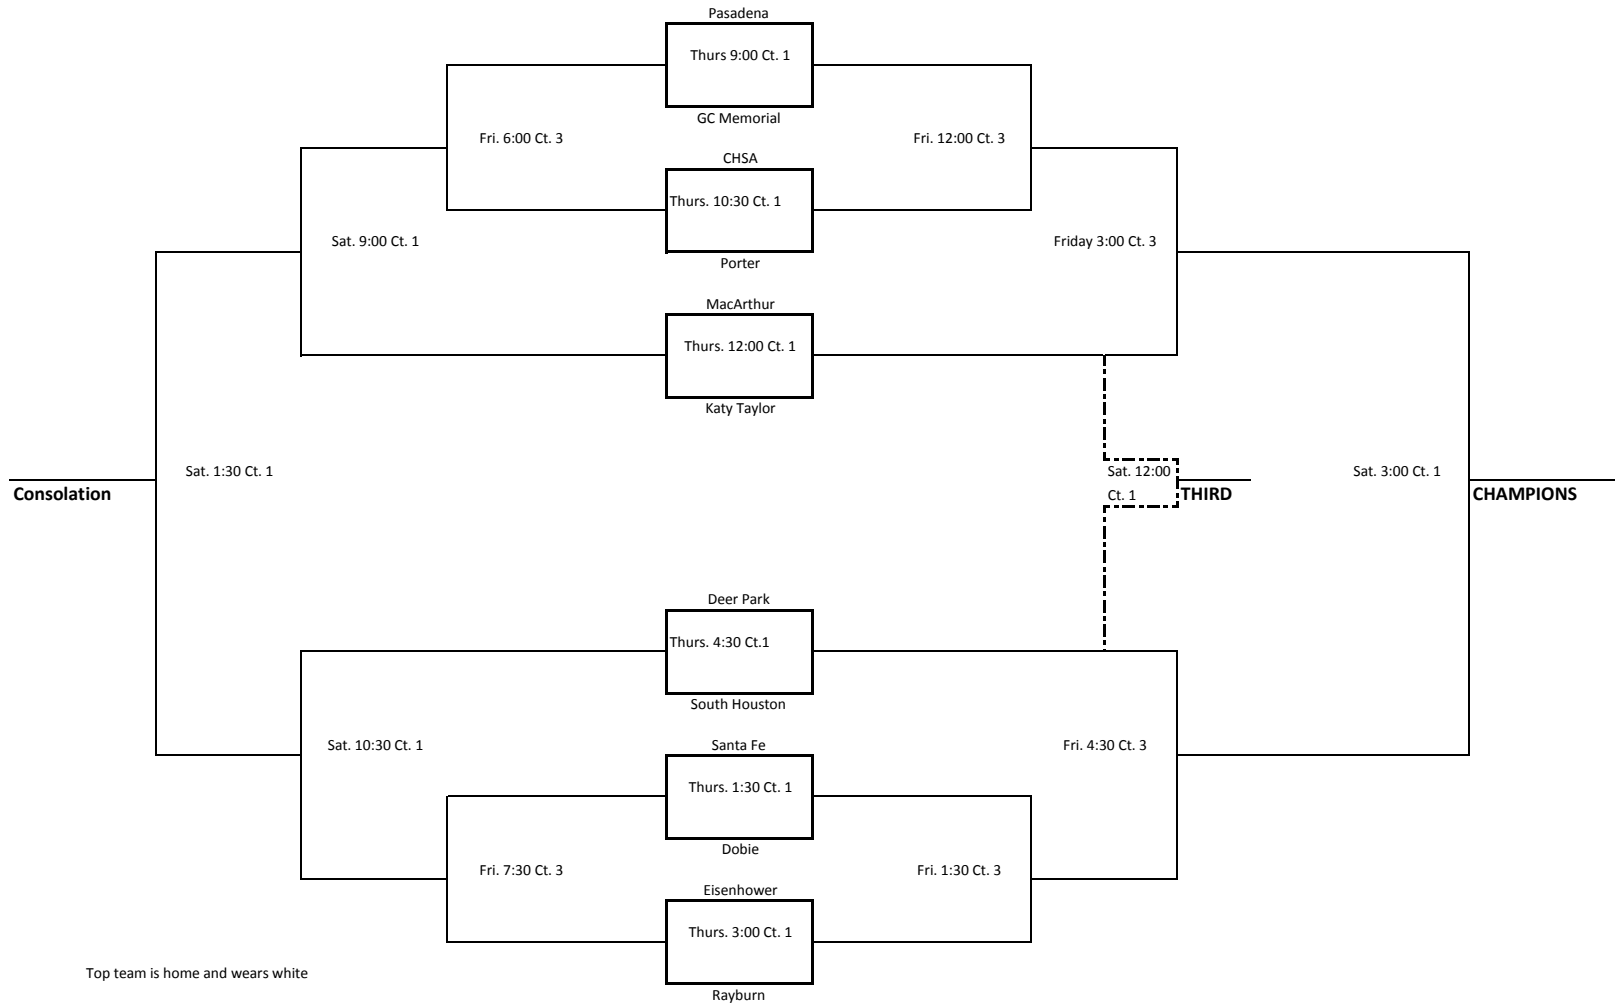 Pasadena
Thurs 9:00 Ct. 1
GC Memorial
Fri. 6:00 Ct. 3
Fri. 12:00 Ct. 3
CHSA
Thurs. 10:30 Ct. 1
Porter
Sat. 9:00 Ct. 1
Friday 3:00 Ct. 3
MacArthur
Thurs. 12:00 Ct. 1
Katy Taylor
Sat. 1:30 Ct. 1
Consolation
Sat. 12:00
Ct. 1
THIRD
Sat. 3:00 Ct. 1
CHAMPIONS
Deer Park
Thurs. 4:30 Ct.1
South Houston
Sat. 10:30 Ct. 1
Fri. 4:30 Ct. 3
Santa Fe
Thurs. 1:30 Ct. 1
Dobie
Fri. 7:30 Ct. 3
Fri. 1:30 Ct. 3
Eisenhower
Thurs. 3:00 Ct. 1
Rayburn
Top team is home and wears white